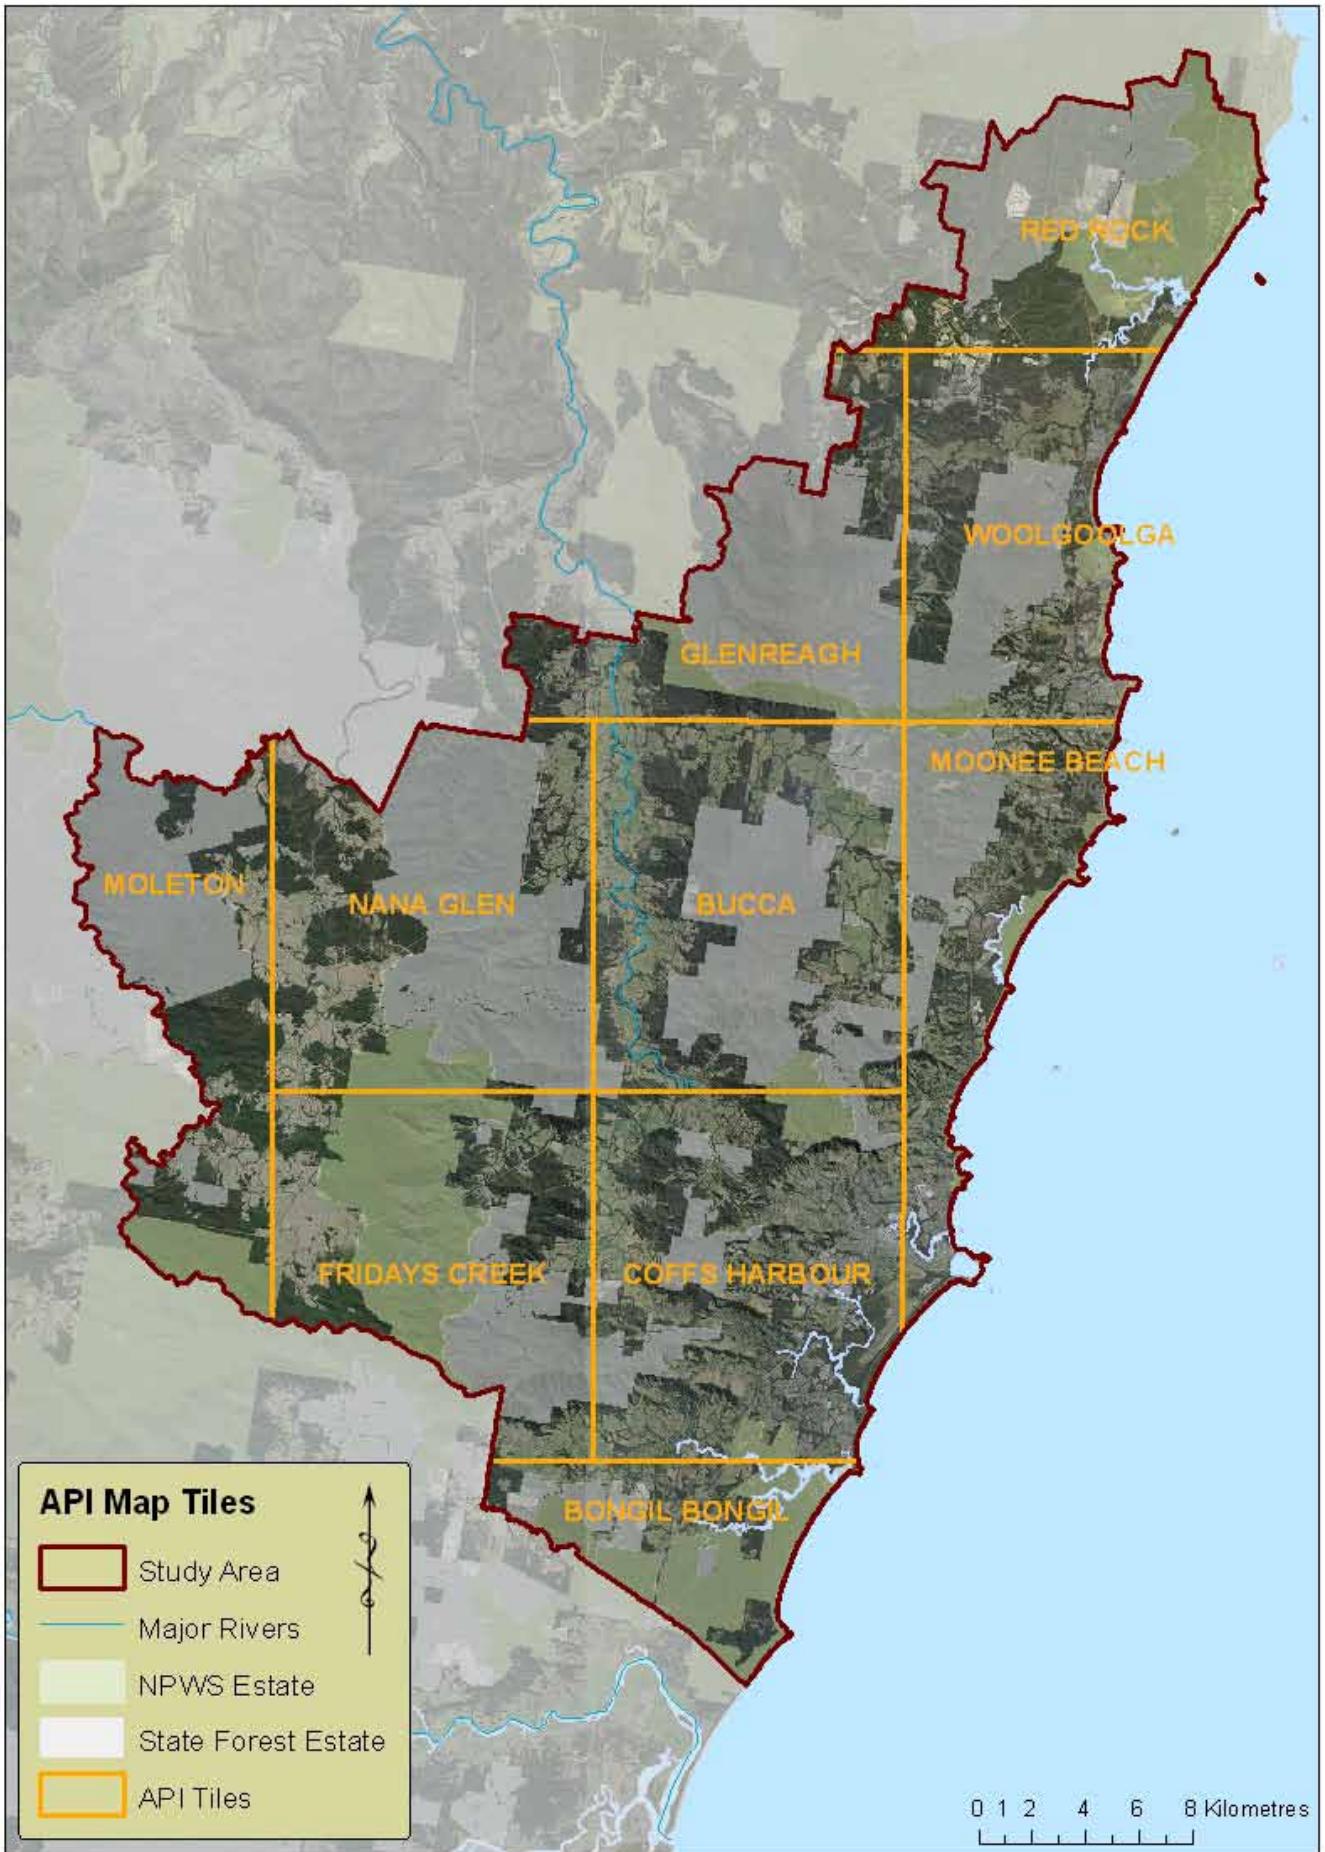 RED ROCK
WOOLGOOLGA
GLENREAGH
MOONEE BEACH
MOLETON
NANA GLEN
BUCCA
FRIDAYS CREEK
COFFS HARBOUR
BONGIL BONGIL
API Map Tiles
Study Area
Major Rivers
NPWS Estate
State Forest Estate
API Tiles
0 1 2 4 6 8 Kilometres